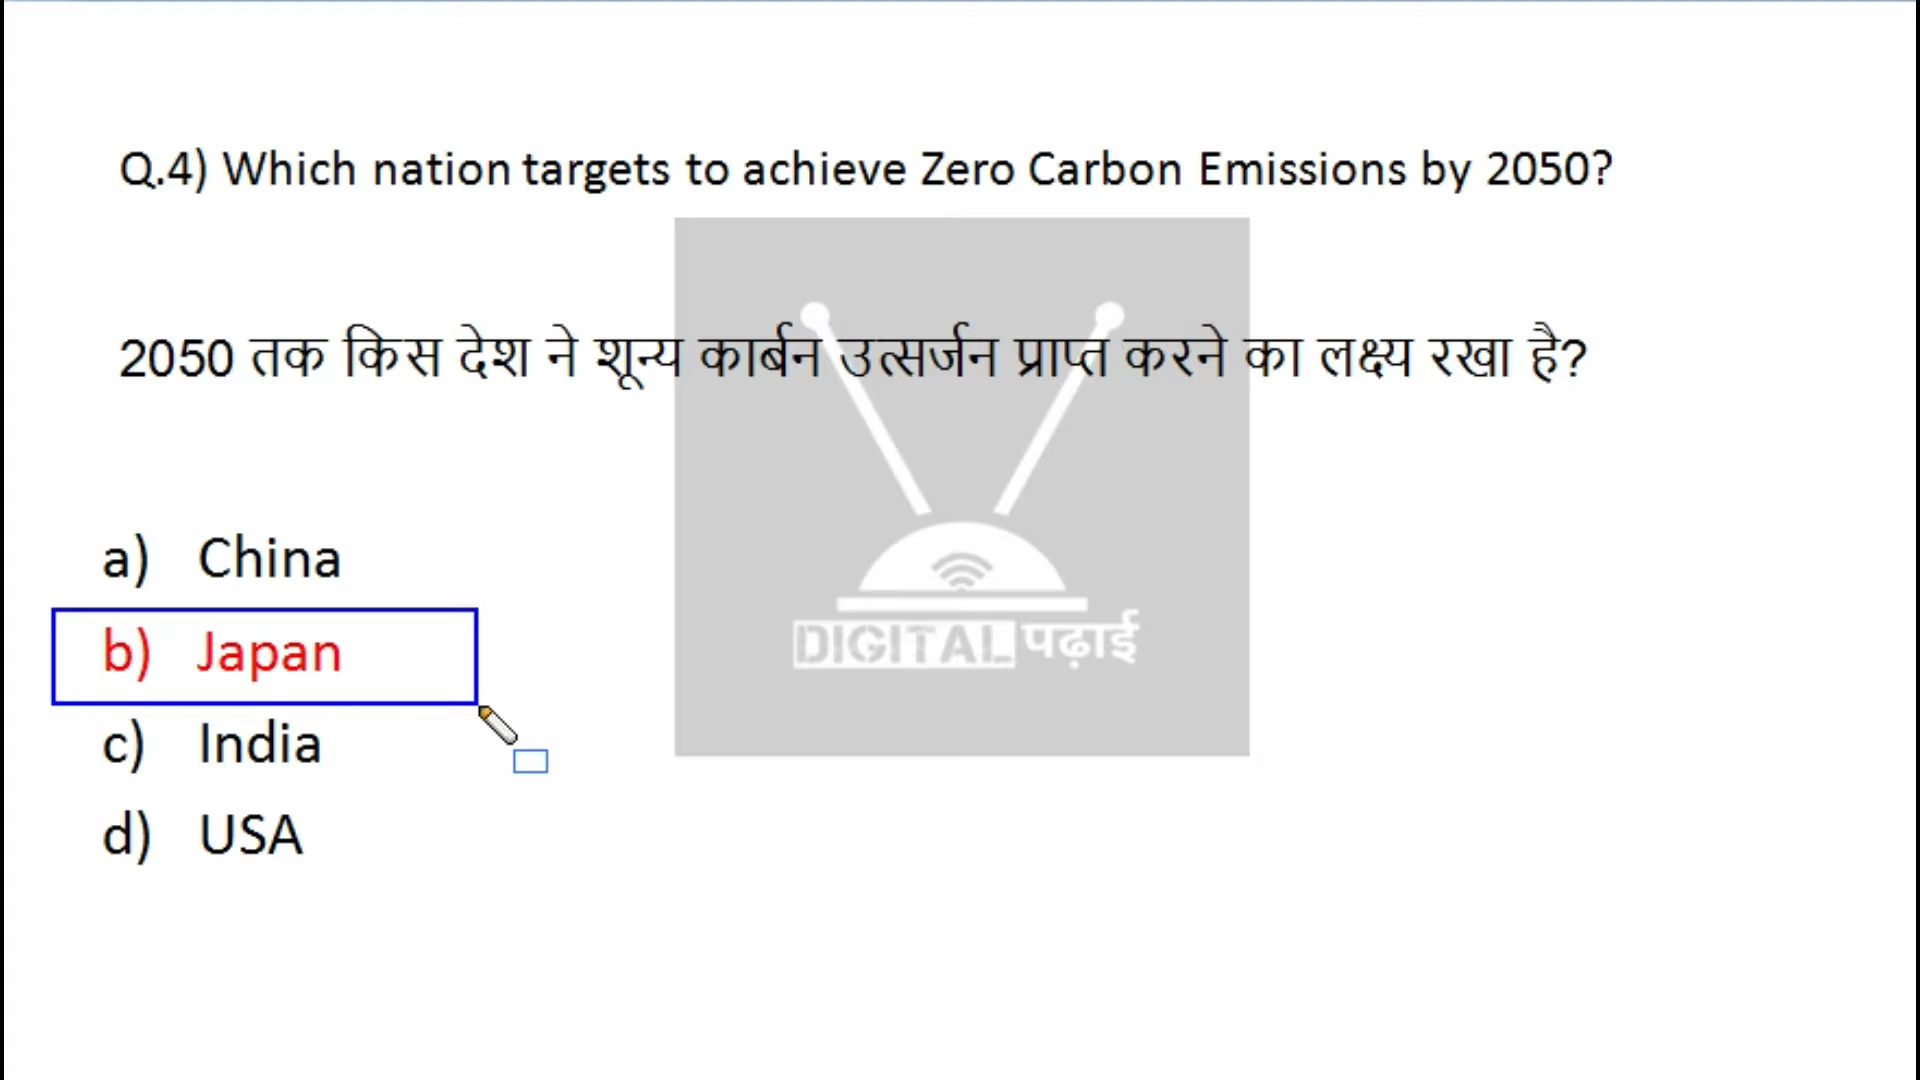 Q.4) Which nation targets to achieve Zero Carbon Emissions by 2050?
2050 तक किस देश ने शून्य कार्बन उत्सर्जन प्राप्त करने का लक्ष्य रखा है?
a) China
b) Japan
c) India
d) USA
DIGITAL पढ़ाई